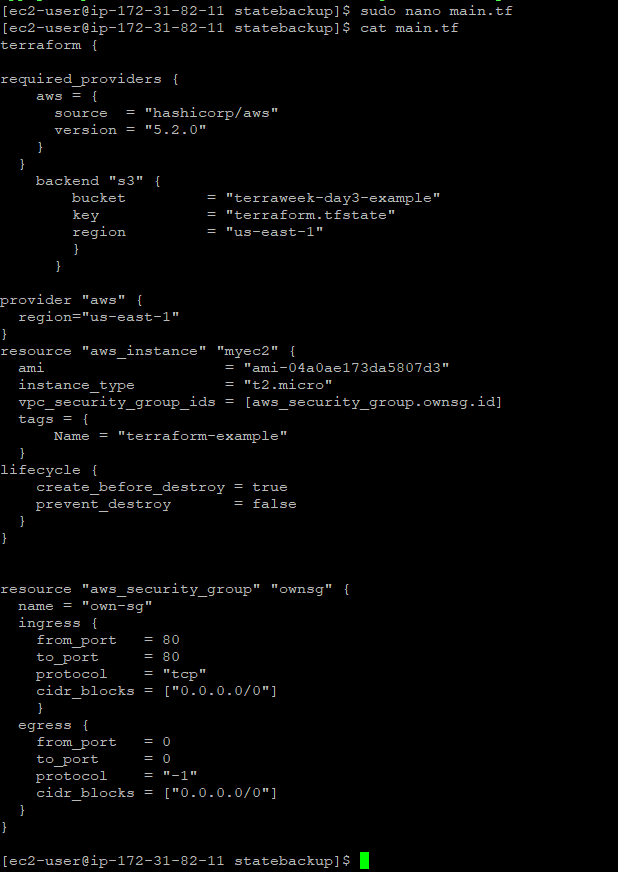 [ec2-user@ip-172-31-82-11 statebackup]$ sudo nano main.tf
[ec2-user@ip-172-31-82-11 statebackup]$ cat main.tf
terraform {

required_providers {
    aws = {
      source  = "hashicorp/aws"
      version = "5.2.0"
    }
  }
    backend "s3" {
        bucket         = "terraweek-day3-example"
        key            = "terraform.tfstate"
        region         = "us-east-1"
        }
      }

provider "aws" {
  region="us-east-1"
}
resource "aws_instance" "myec2" {
  ami                    = "ami-04a0ae173da5807d3"
  instance_type          = "t2.micro"
  vpc_security_group_ids = [aws_security_group.ownsg.id]
  tags = {
      Name = "terraform-example"
  }
lifecycle {
    create_before_destroy = true
    prevent_destroy       = false
  }
}


resource "aws_security_group" "ownsg" {
  name = "own-sg"
  ingress {
    from_port   = 80
    to_port     = 80
    protocol    = "tcp"
    cidr_blocks = ["0.0.0.0/0"]
    }
  egress {
    from_port   = 0
    to_port     = 0
    protocol    = "-1"
    cidr_blocks = ["0.0.0.0/0"]
  }
}

[ec2-user@ip-172-31-82-11 statebackup]$